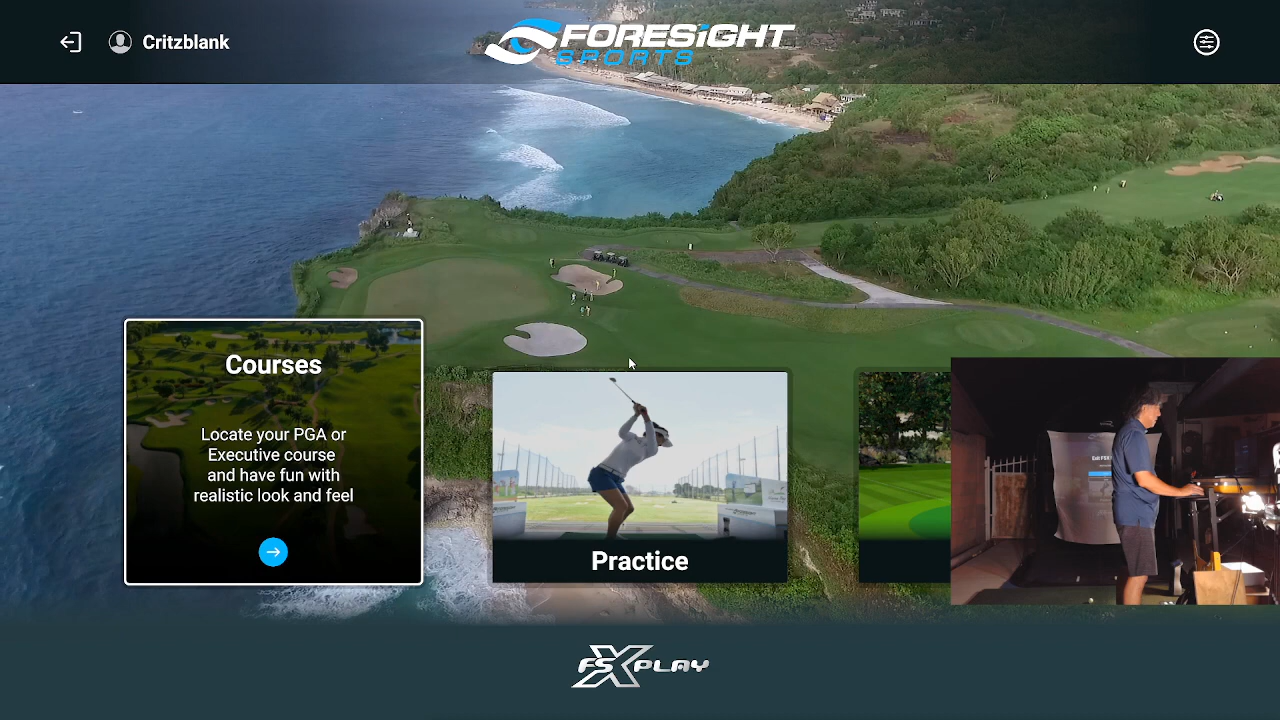 Critzblank
FORESIGHT
SPORTS
Courses
Locate your PGA or
Executive course
and have fun with
realistic look and feel
Practice
FSX PLAY